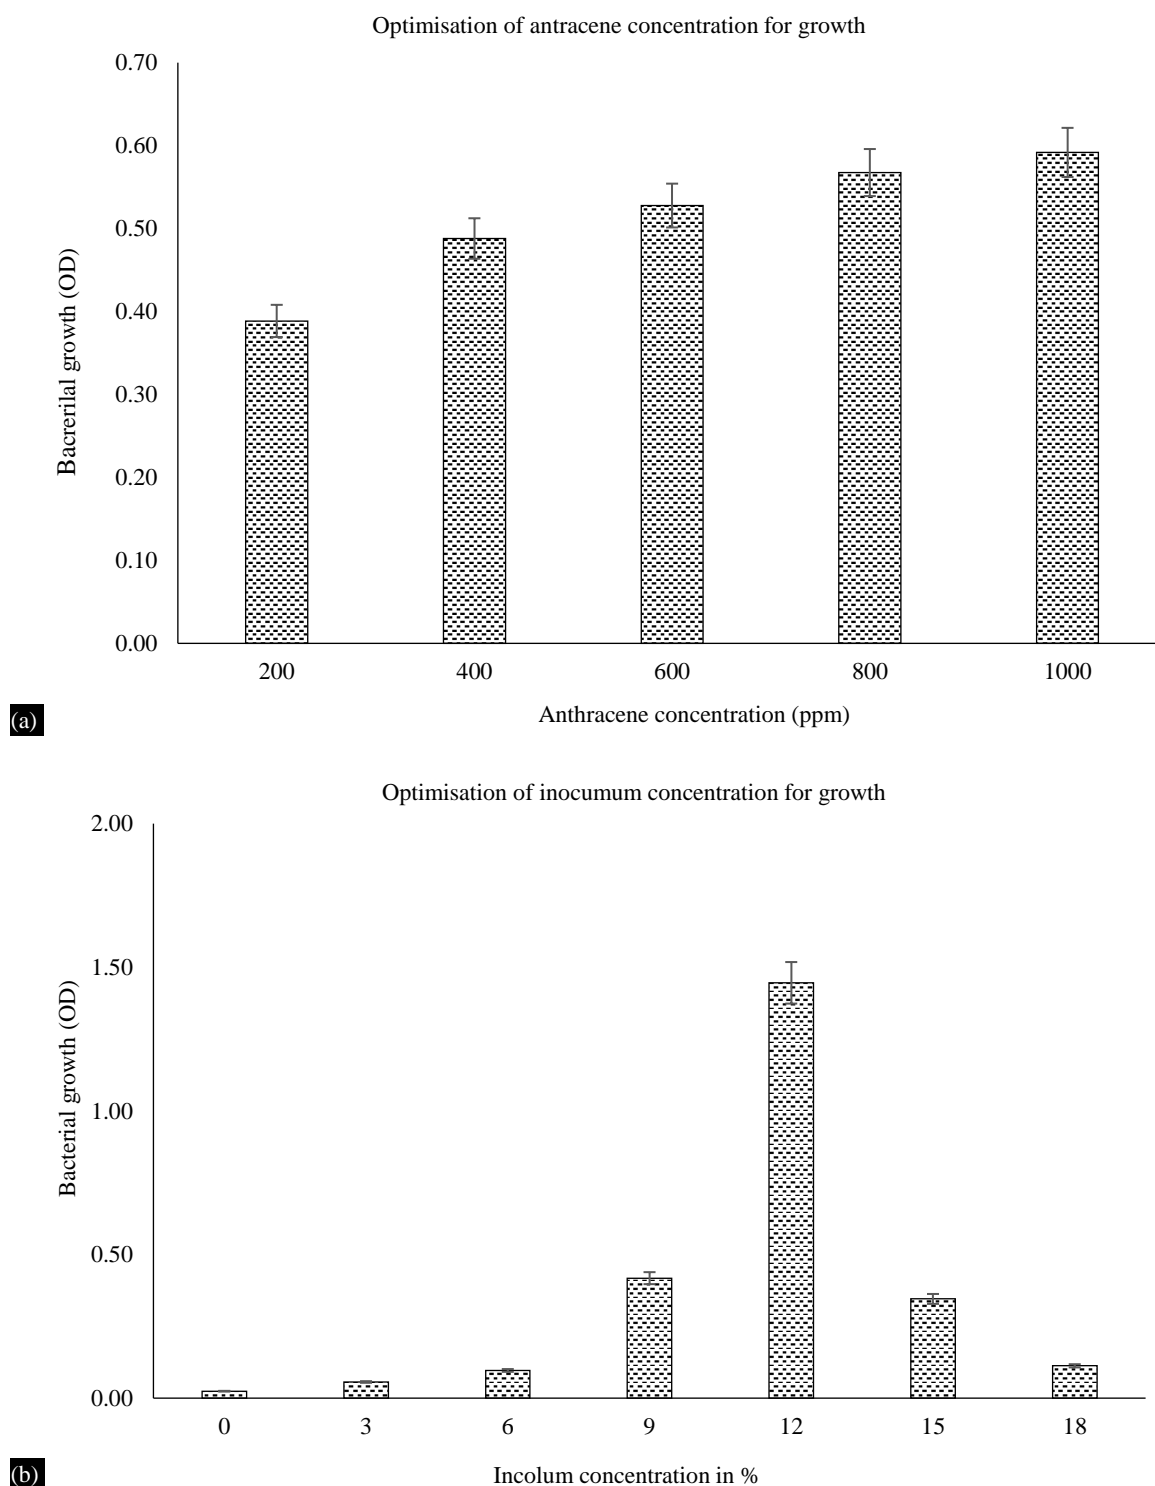 Optimisation of antracene concentration for growth
0.70
0.60
0.50
0.40
0.30
0.20
0.10
0.00
Bacrerilal growth (OD)
200 400 600 800 1000
Anthracene concentration (ppm)
(a)
Optimisation of inocumum concentration for growth
2.00
1.50
1.00
0.50
0.00
Bacterial growth (OD)
0 3 6 9 12 15 18
Incolum concentration in %
(b)